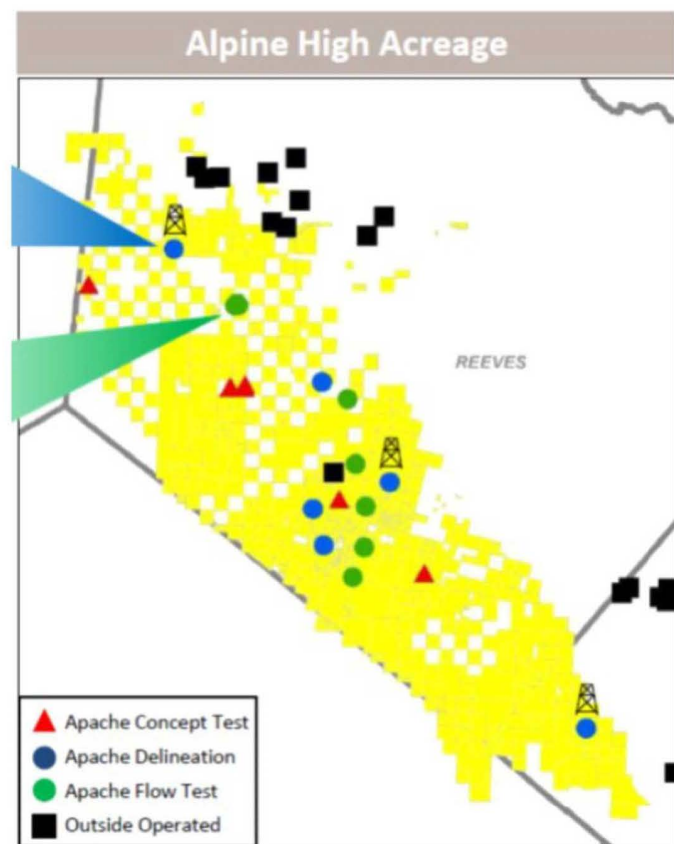 Alpine High Acreage
REEVES
Apache Concept Test
Apache Delineation
Apache Flow Test
Outside Operated